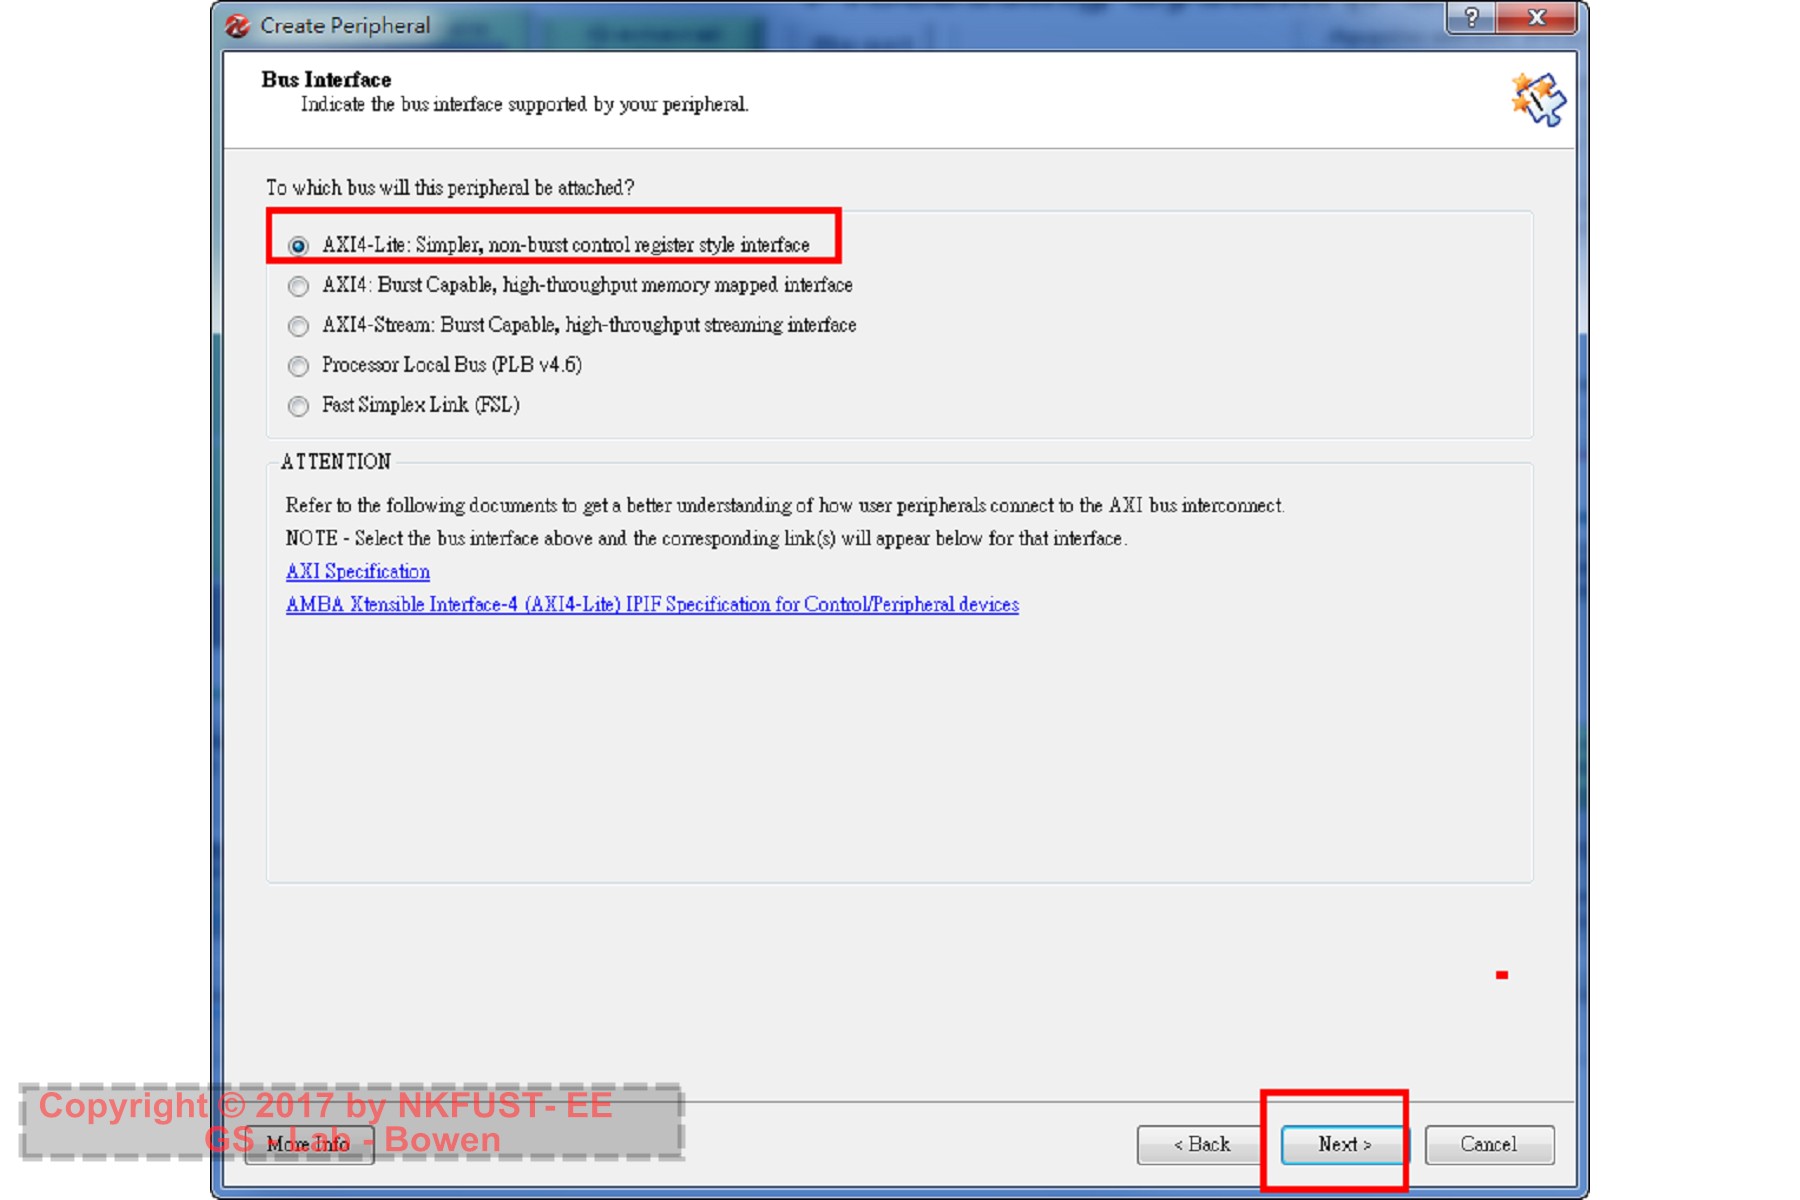 Create Peripheral
?
X
Bus Interface
Indicate the bus interface supported by your peripheral.
To which bus will this peripheral be attached?
AXI4-Lite: Simpler, non-burst control register style interface
AXI4: Burst Capable, high-throughput memory mapped interface
AXI4-Stream: Burst Capable, high-throughput streaming interface
Processor Local Bus (PLB v4.6)
Fast Simplex Link (FSL)
ATTENTION
Refer to the following documents to get a better understanding of how user peripherals connect to the AXI bus interconnect.
NOTE - Select the bus interface above and the corresponding link(s) will appear below for that interface.
AXI Specification
AMBA Xtensible Interface-4 (AXI4-Lite) IPIF Specification for Control/Peripheral devices
Copyright © 2017 by NKFUST- EE
GS - Lab - Bowen
More Info
< Back
Next >
Cancel